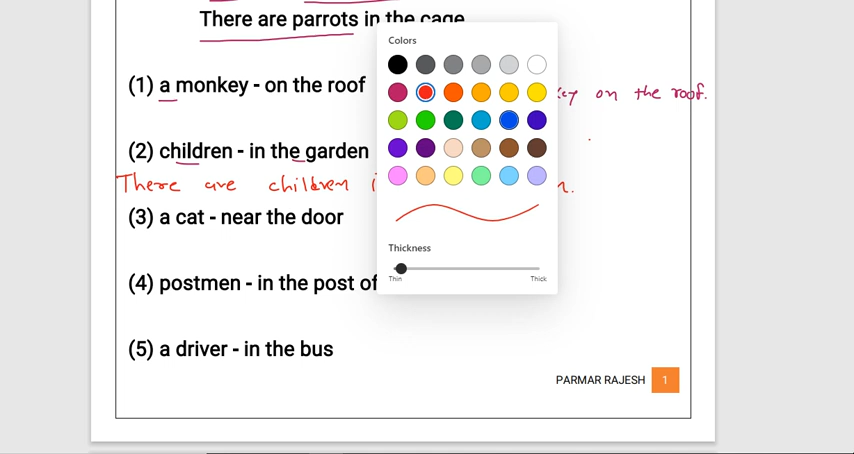 There are parrots in the cage
Colors
(1) a monkey - on the roof
on the roof.
(2) children - in the garden
There are children
(3) a cat - near the door
Thickness
Thin
Thick
(4) postmen - in the post of
(5) a driver - in the bus
PARMAR RAJESH
1